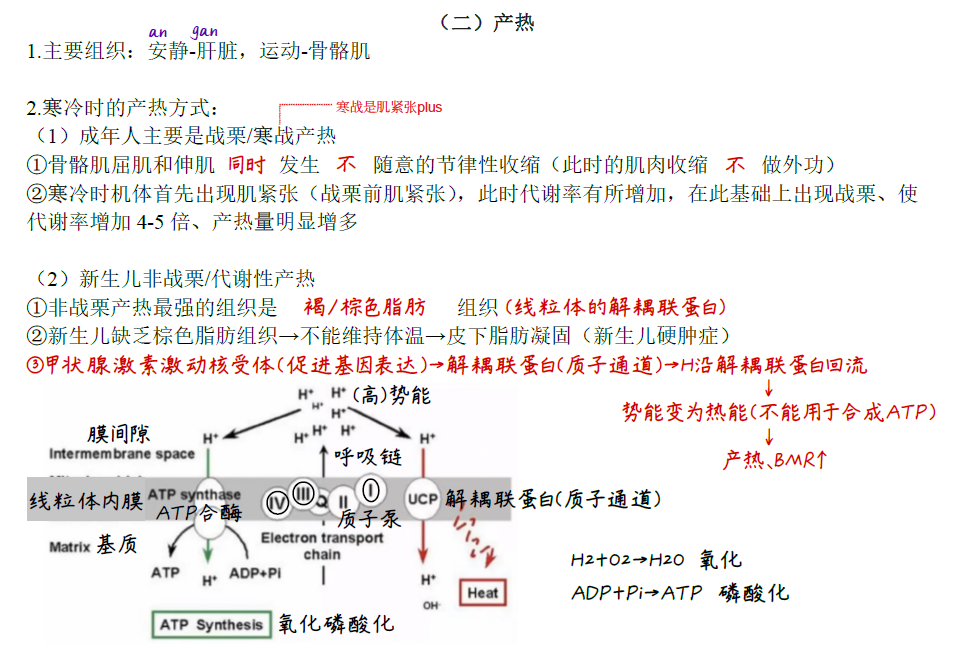 （二）产热
an gan
1.主要组织：安静-肝脏，运动-骨骼肌
2.寒冷时的产热方式：
寒战是肌紧张plus
（1）成年人主要是战栗/寒战产热
①骨骼肌屈肌和伸肌 同时 发生 不 随意的节律性收缩（此时的肌肉收缩 不 做外功）
②寒冷时机体首先出现肌紧张（战栗前肌紧张），此时代谢率有所增加，在此基础上出现战栗、使
代谢率增加 4-5 倍、产热量明显增多
（2）新生儿非战栗/代谢性产热
①非战栗产热最强的组织是 褐/棕色脂肪 组织(线粒体的解耦联蛋白)
②新生儿缺乏棕色脂肪组织→不能维持体温→皮下脂肪凝固（新生儿硬肿症）
③甲状腺激素激动核受体(促进基因表达)→解耦联蛋白(质子通道)→H沿解耦联蛋白回流
↓
势能变为热能(不能用于合成ATP)
↓
产热、BMR↑
H⁺ H⁺ (高)势能
H⁺ H⁺
H⁺ H⁺ H⁺
H⁺ H⁺
膜间隙
Intermembrane space
呼吸链
线粒体内膜
ATP synthase
ATP合酶
Ⅳ Ⅲ Q Ⅱ Ⅰ
质子泵
UCP 解耦联蛋白(质子通道)
Electron transport
chain
Matrix 基质
ATP H⁺ ADP+Pi
H⁺
OH⁻
Heat
ATP Synthesis 氧化磷酸化
H2+O2→H2O 氧化
ADP+Pi→ATP 磷酸化